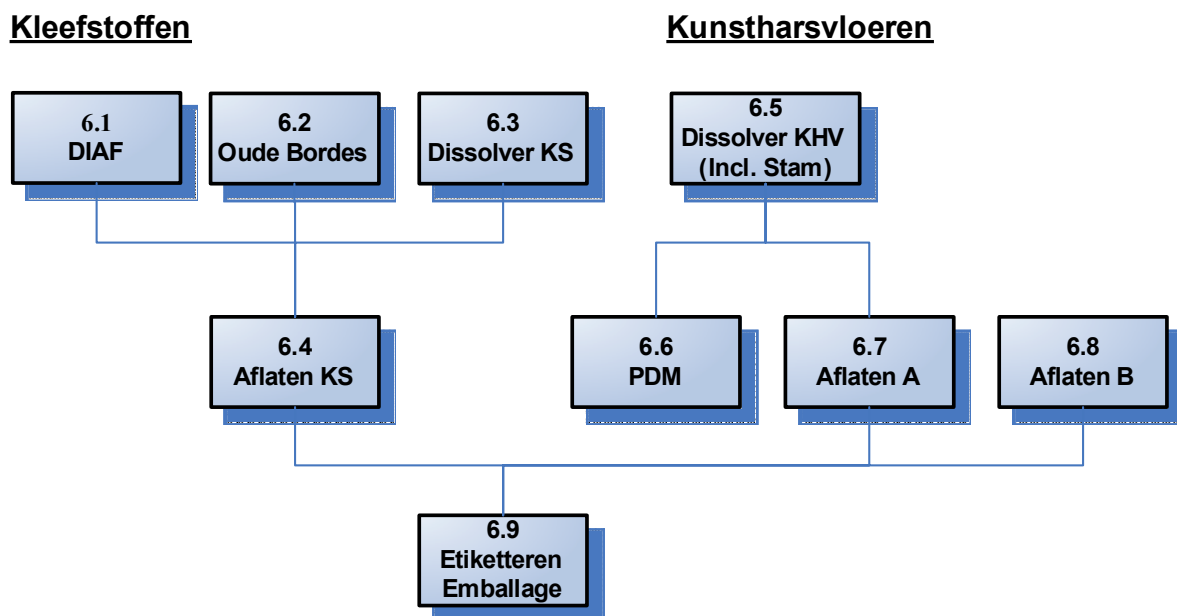 Kleefstoffen
Kunstharsvloeren
6.1
DIAF
6.2
Oude Bordes
6.3
Dissolver KS
6.5
Dissolver KHV
(Incl. Stam)
6.4
Aflaten KS
6.6
PDM
6.7
Aflaten A
6.8
Aflaten B
6.9
Etiketteren
Emballage